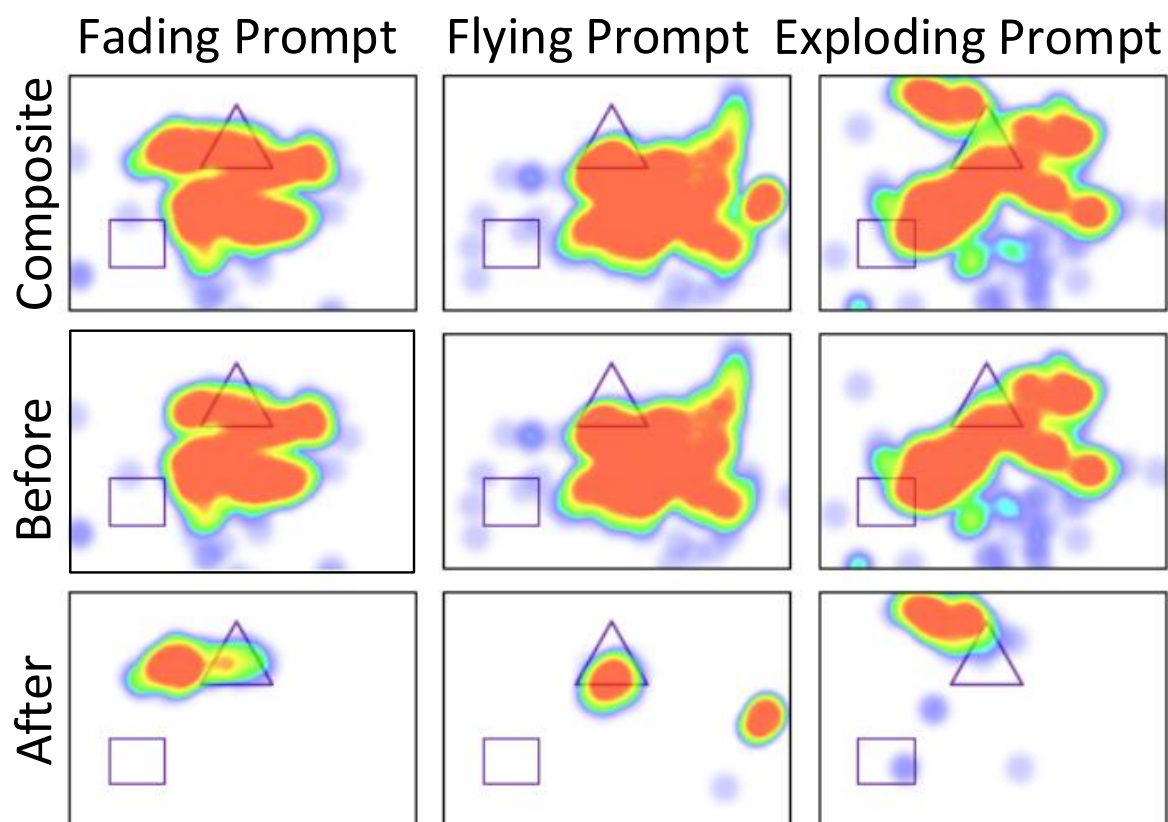 Fading Prompt
Flying Prompt
Exploding Prompt
Composite
Before
After